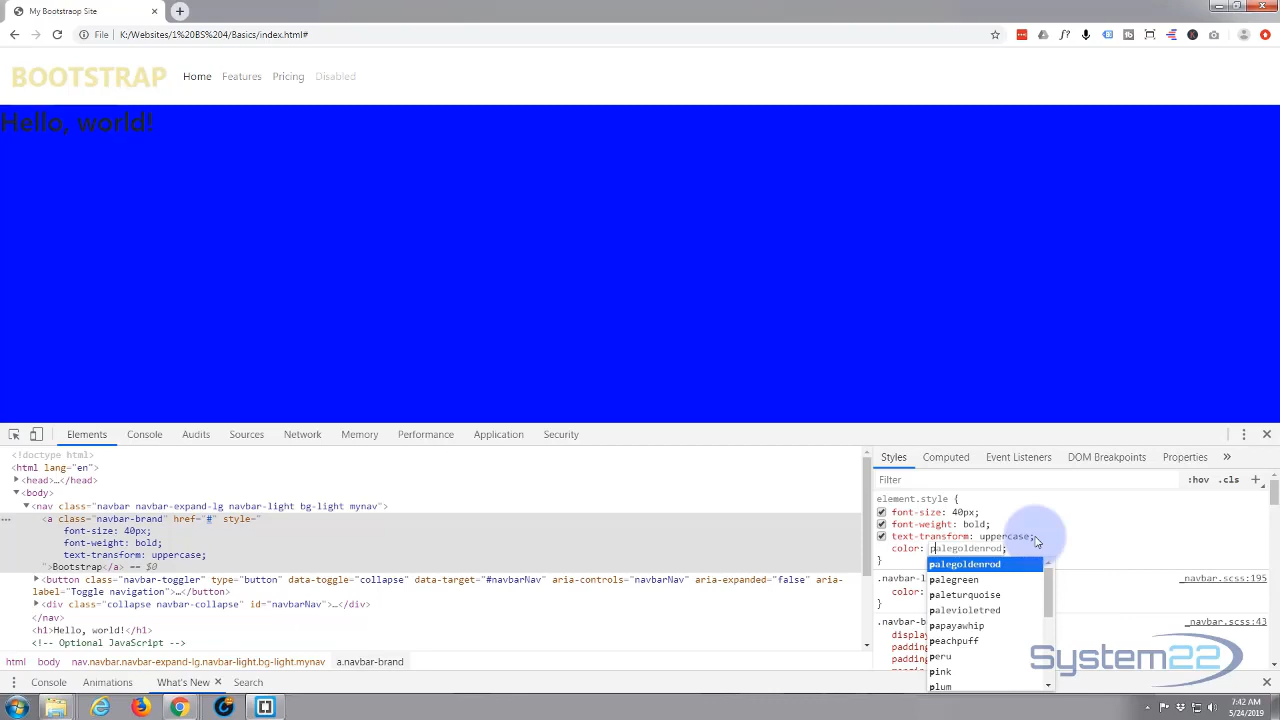 My Bootstraop Site
File K:/Websites/1%20BS%204/Basics/index.html#
BOOTSTRAP Home Features Pricing Disabled
Hello, world!
Elements Console Audits Sources Network Memory Performance Application Security
<!doctype html>
<html lang="en">
<head>…</head>
<body>
<nav class="navbar navbar-expand-lg navbar-light bg-light mynav">
<a class="navbar-brand" href="#" style="
font-size: 40px;
font-weight: bold;
text-transform: uppercase;
">Bootstrap</a> == $0
<button class="navbar-toggler" type="button" data-toggle="collapse" data-target="#navbarNav" aria-controls="navbarNav" aria-expanded="false" aria-
label="Toggle navigation">…</button>
<div class="collapse navbar-collapse" id="navbarNav">…</div>
</nav>
<h1>Hello, world!</h1>
<!-- Optional JavaScript -->
html body nav.navbar.navbar-expand-lg.navbar-light.bg-light.mynav a.navbar-brand
Styles Computed Event Listeners DOM Breakpoints Properties
Filter :hov .cls
element.style {
font-size: 40px;
font-weight: bold;
text-transform: uppercase;
color: palegoldenrod;
}
palegoldenrod
palegreen
paleturquoise
palevioletred
papayawhip
peachpuff
peru
pink
plum
.navbar-l _navbar.scss:195
color:
}
.navbar-b _navbar.scss:43
displ
paddi
paddi
margi
Console Animations What's New Search
System22
7:42 AM
5/24/2019